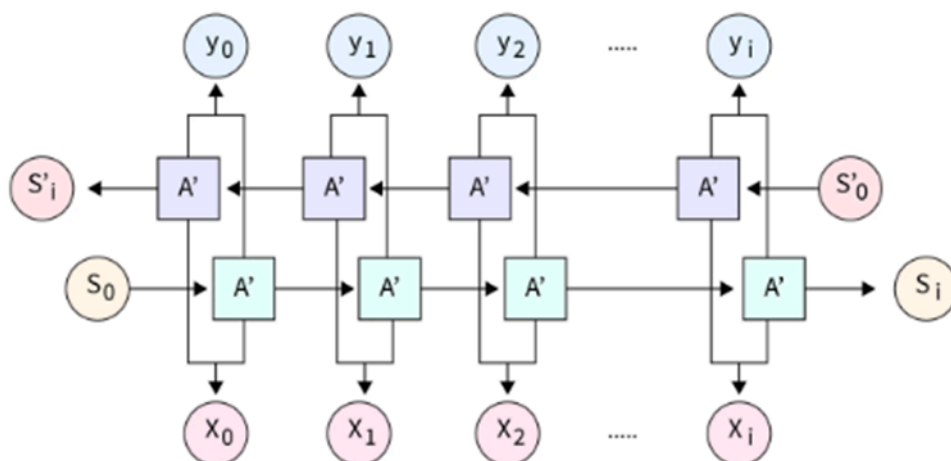 y0 y1 y2 ..... yi
S'i A' A' A' A' S'0
S0 A' A' A' A' Si
X0 X1 X2 ..... Xi